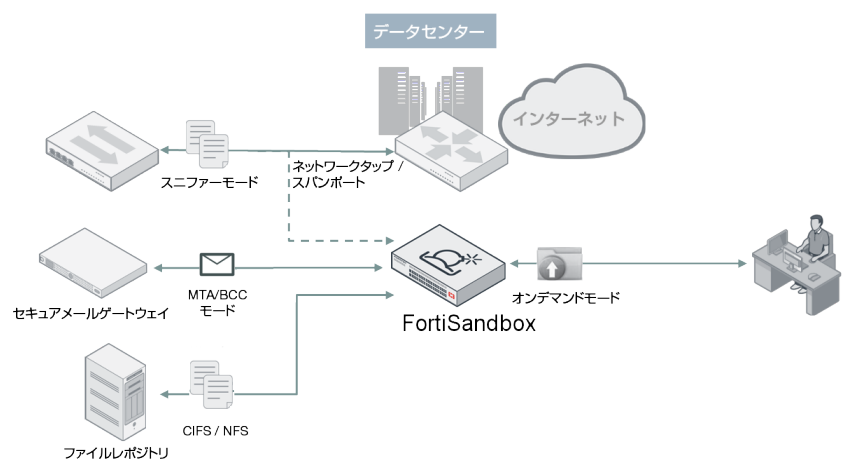 データセンター
インターネット
スニファーモード
ネットワークタップ /
スパンポート
セキュアメールゲートウェイ
MTA/BCC
モード
オンデマンドモード
FortiSandbox
ファイルレポジトリ
CIFS / NFS